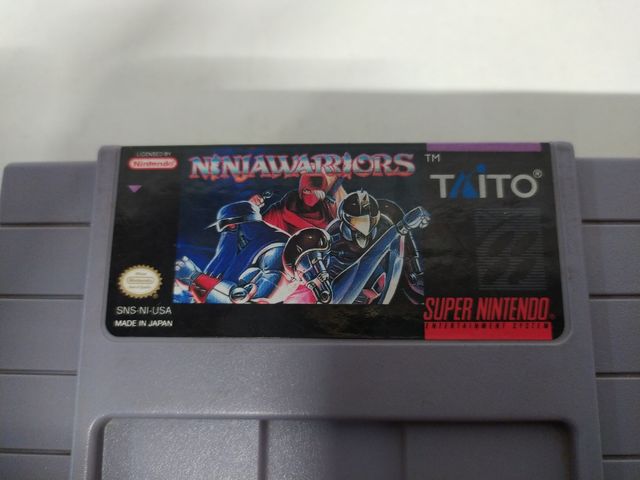 LICENSED BY
Nintendo
NINJAWARRIORS TM
TAITO®
SNS-NI-USA
MADE IN JAPAN
SUPER NINTENDO®
ENTERTAINMENT SYSTEM